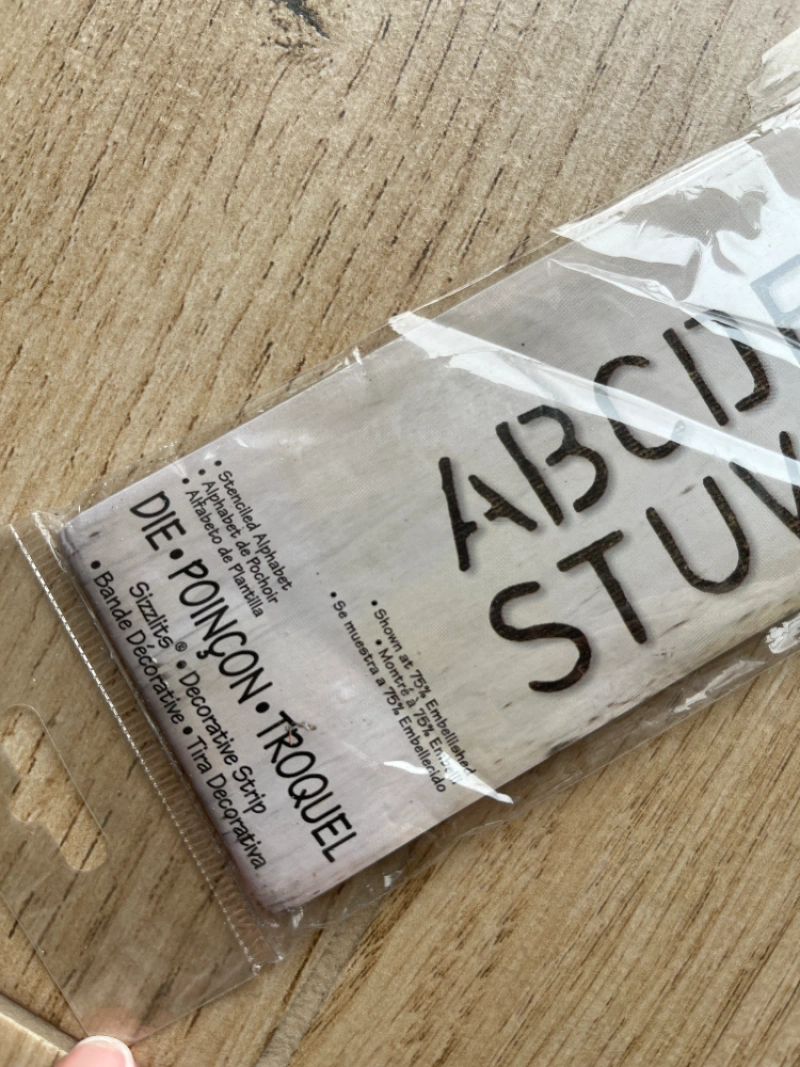 • Stenciled Alphabet
• Alphabet de Pochoir
• Alfabeto de Plantilla
DIE • POINÇON • TROQUEL
Sizzlits® • Decorative Strip
• Bande Décorative • Tira Decorativa
• Shown at 75% Embellished
• Montré à 75% Embelli
• Se muestra a 75% Embellecido
ABCD
STUV